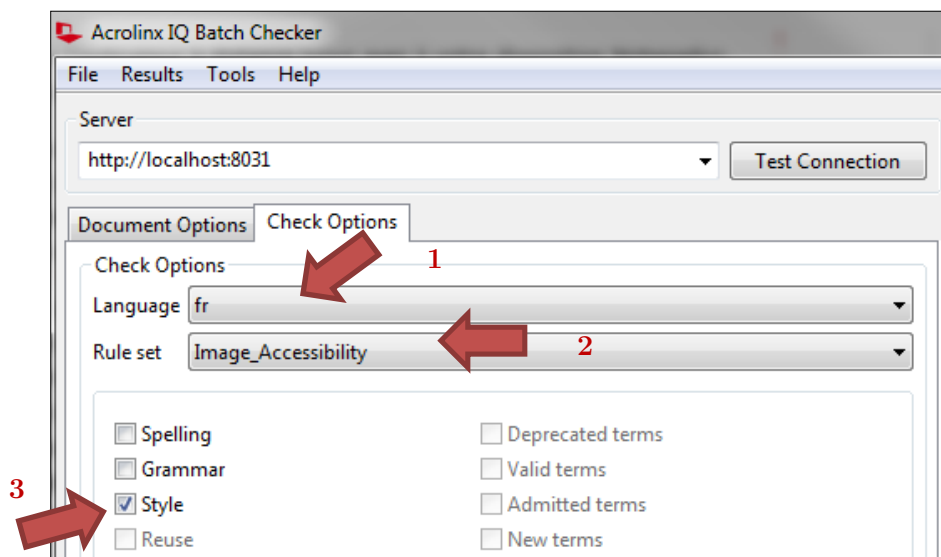 Acrolinx IQ Batch Checker
File Results Tools Help
Server
http://localhost:8031 Test Connection
Document Options Check Options
1
Check Options
Language fr
2
Rule set Image_Accessibility
Spelling Deprecated terms
Grammar Valid terms
3
Style Admitted terms
Reuse New terms